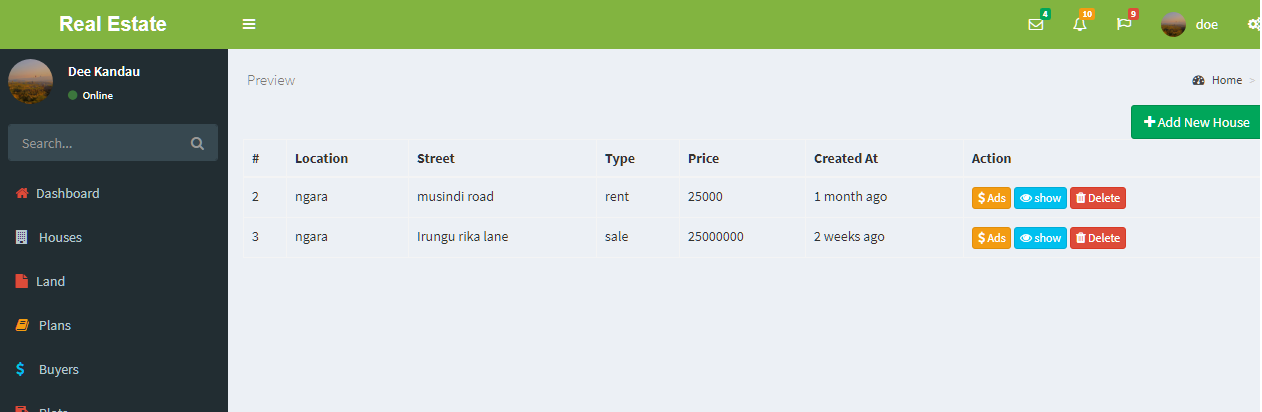 Real Estate
4 10 9 doe
Dee Kandau
Online
Preview
Home >
Search...
Add New House
# Location Street Type Price Created At Action
2 ngara musindi road rent 25000 1 month ago $ Ads show Delete
3 ngara Irungu rika lane sale 25000000 2 weeks ago $ Ads show Delete
Dashboard
Houses
Land
Plans
$ Buyers